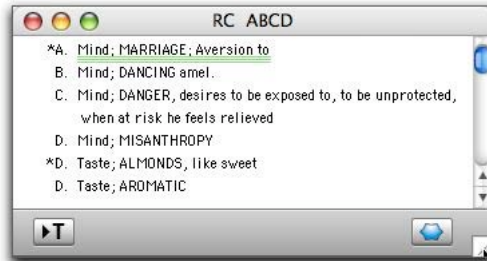 RC ABCD
*A. Mind; MARRIAGE; Aversion to
B. Mind; DANCING amel.
C. Mind; DANGER, desires to be exposed to, to be unprotected,
when at risk he feels relieved
D. Mind; MISANTHROPY
*D. Taste; ALMONDS, like sweet
D. Taste; AROMATIC
T